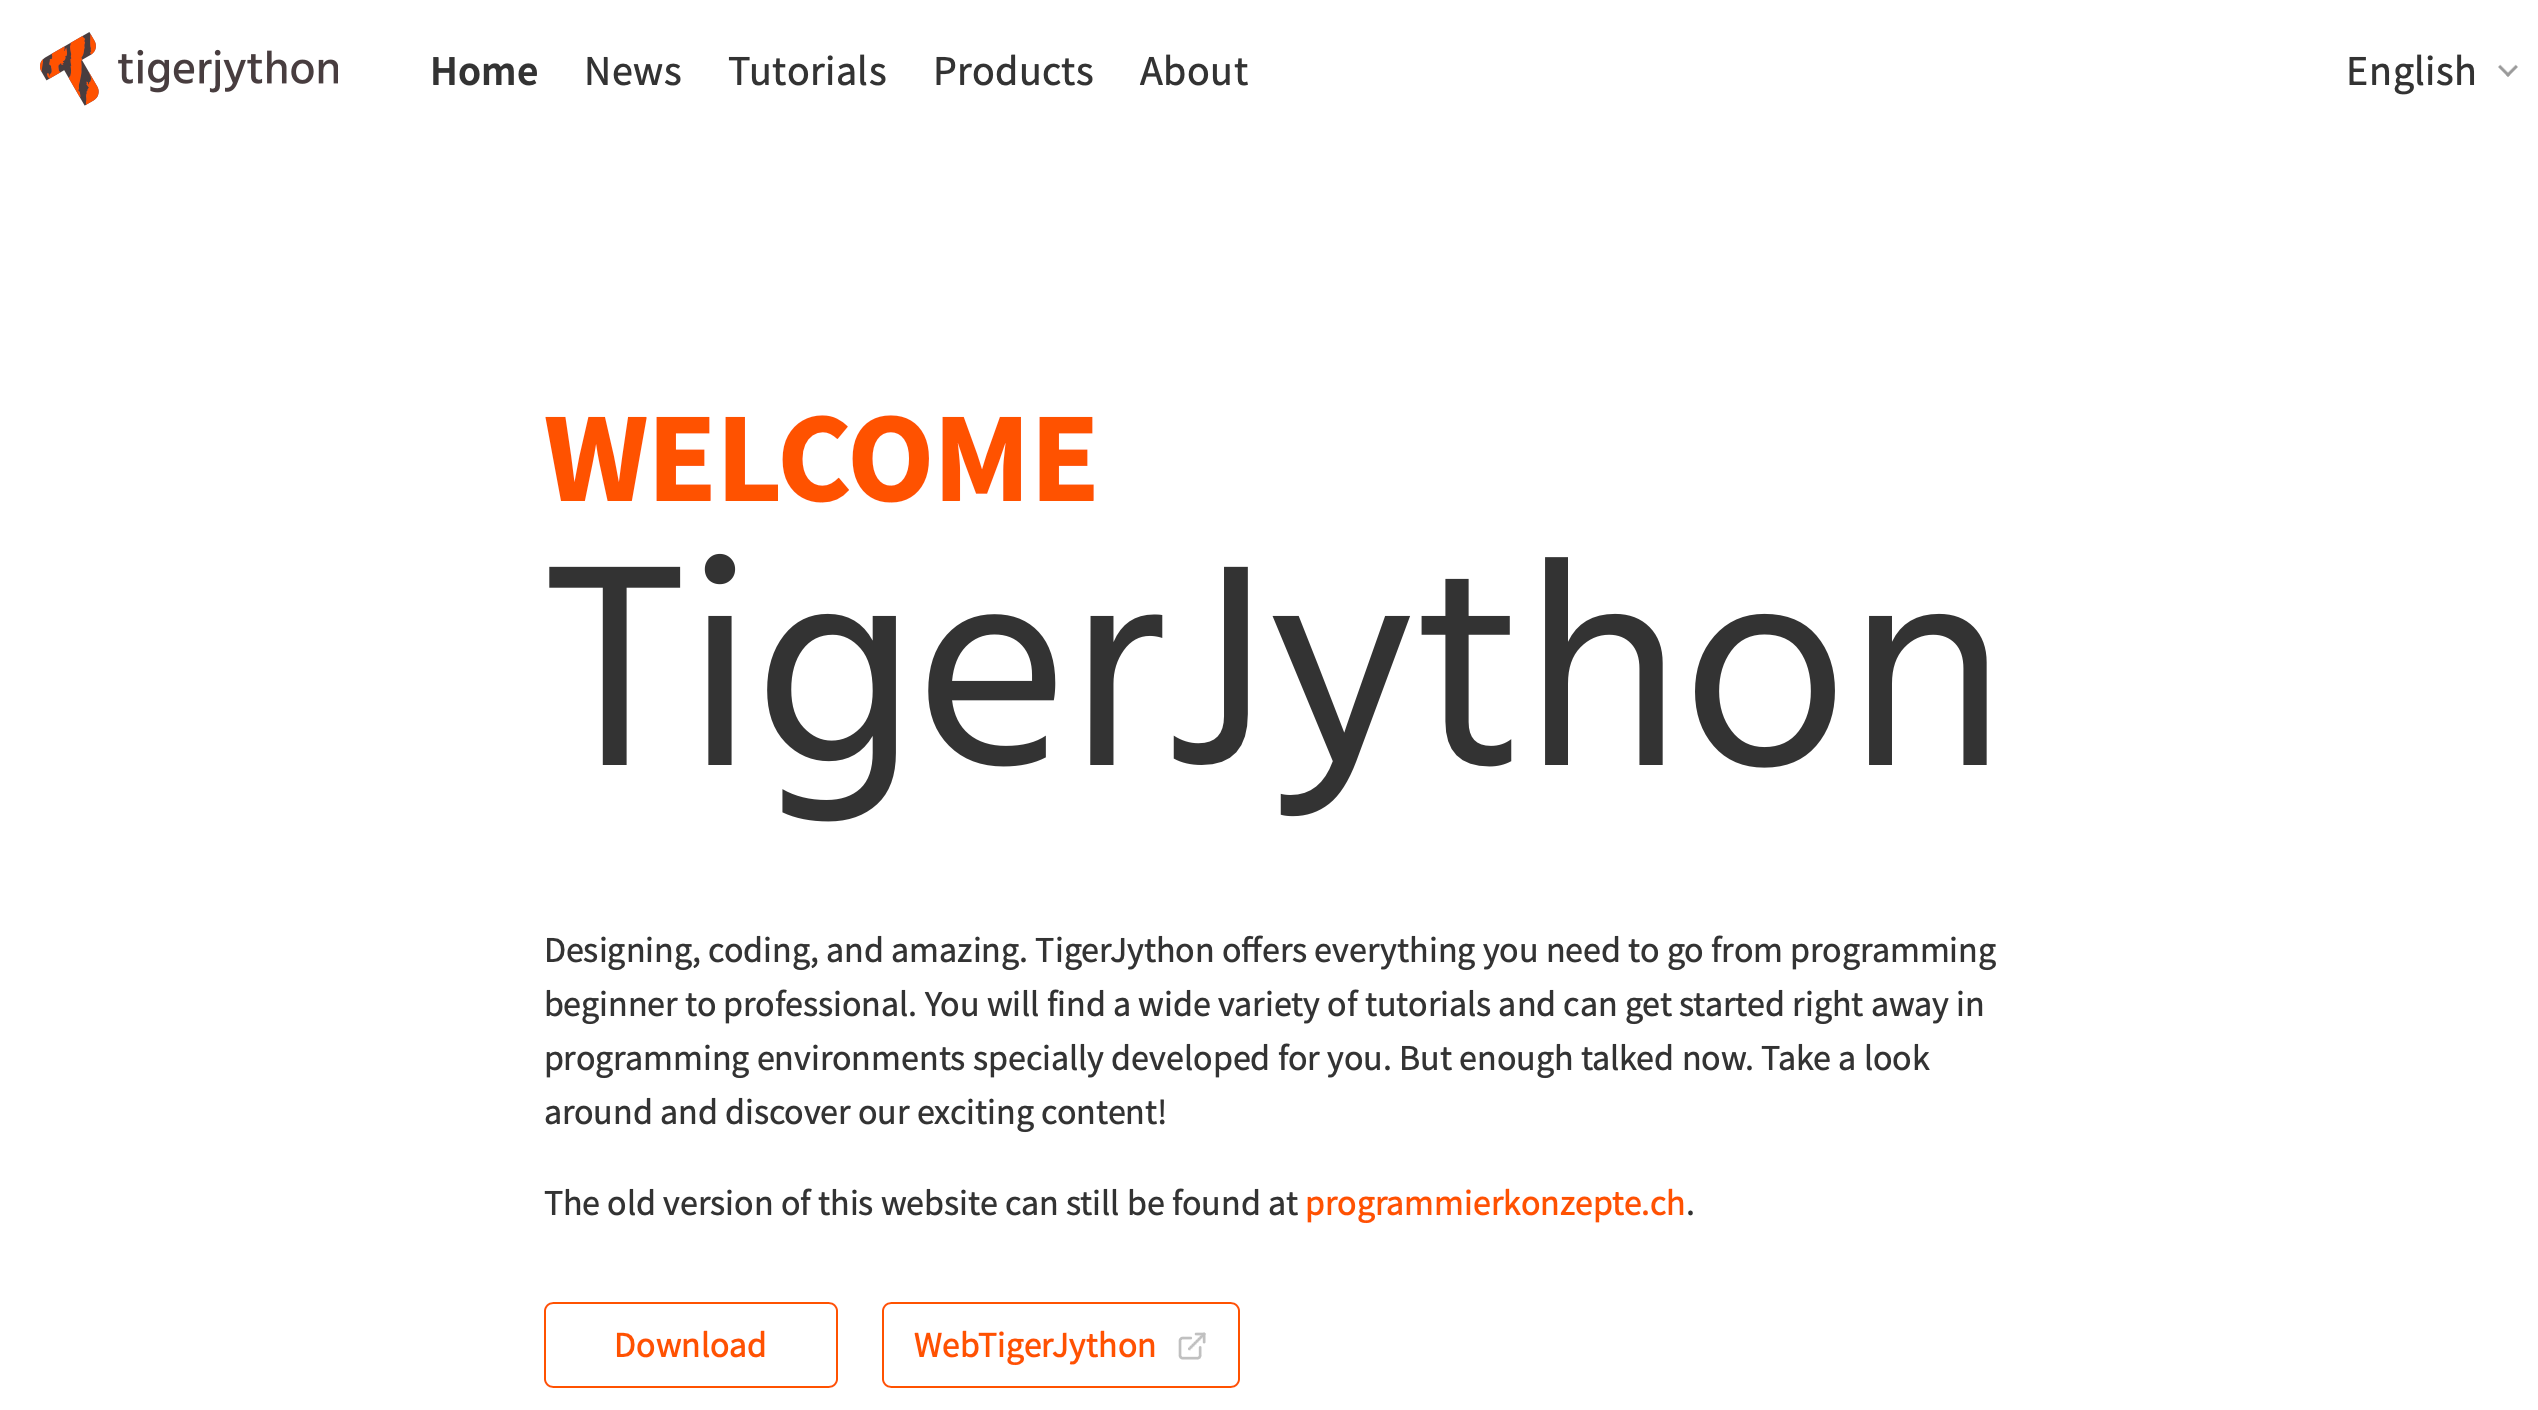 tigerjython
Home News Tutorials Products About
English
WELCOME
TigerJython
Designing, coding, and amazing. TigerJython offers everything you need to go from programming
beginner to professional. You will find a wide variety of tutorials and can get started right away in
programming environments specially developed for you. But enough talked now. Take a look
around and discover our exciting content!
The old version of this website can still be found at programmierkonzepte.ch.
Download
WebTigerJython